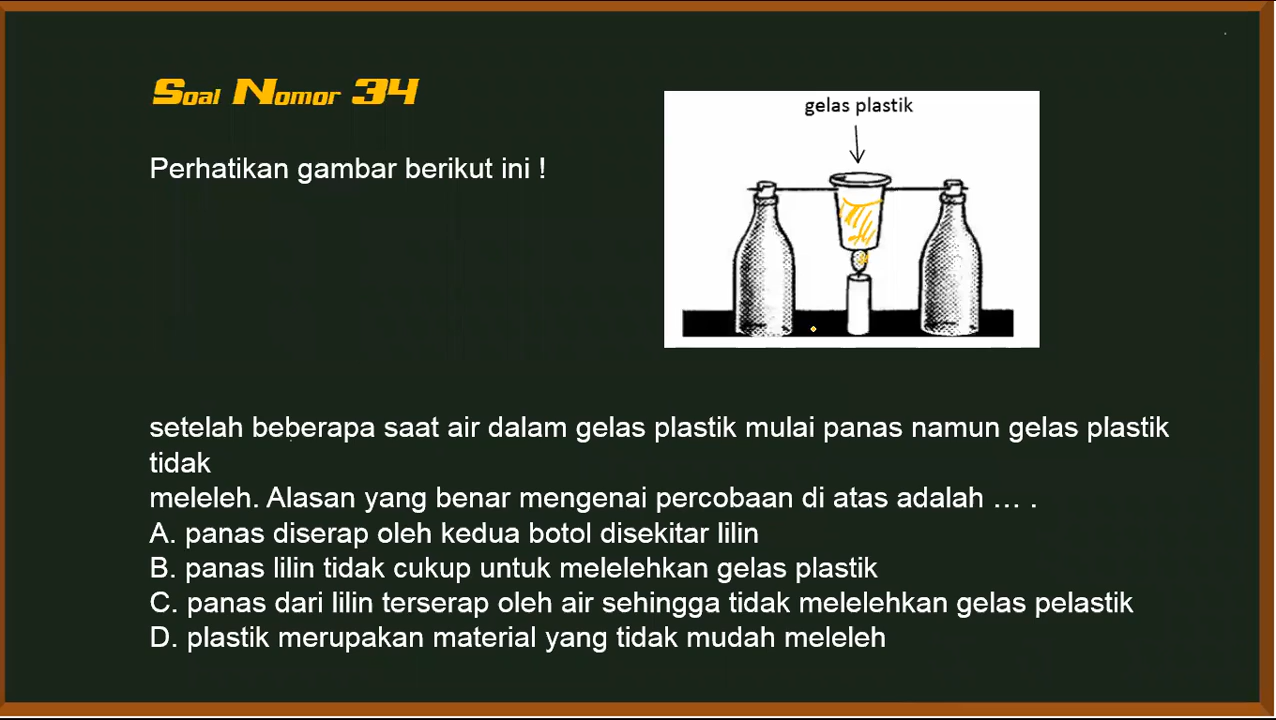 Soal Nomor 34
gelas plastik
Perhatikan gambar berikut ini !
setelah beberapa saat air dalam gelas plastik mulai panas namun gelas plastik
tidak
meleleh. Alasan yang benar mengenai percobaan di atas adalah … .
A. panas diserap oleh kedua botol disekitar lilin
B. panas lilin tidak cukup untuk melelehkan gelas plastik
C. panas dari lilin terserap oleh air sehingga tidak melelehkan gelas pelastik
D. plastik merupakan material yang tidak mudah meleleh